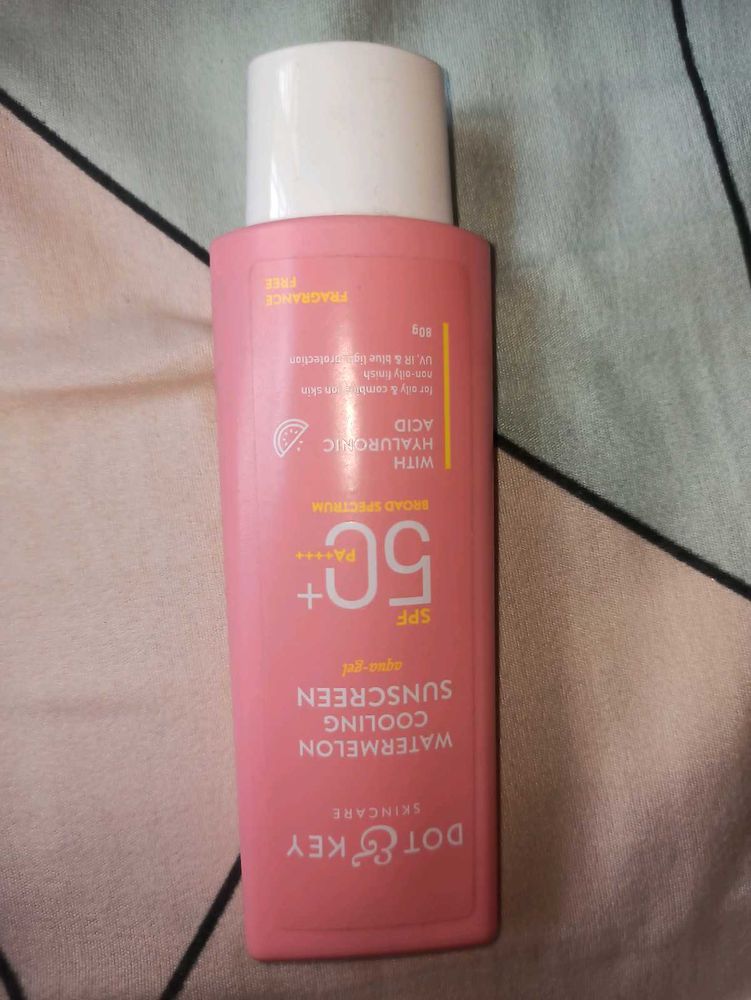 DOT & KEY
SKINCARE
WATERMELON
COOLING
SUNSCREEN
aqua-gel
SPF
50+
PA++++
BROAD SPECTRUM
WITH
HYALURONIC
ACID
for oily & combination skin
non-oily finish
UV, IR & blue light protection
80g
FRAGRANCE
FREE